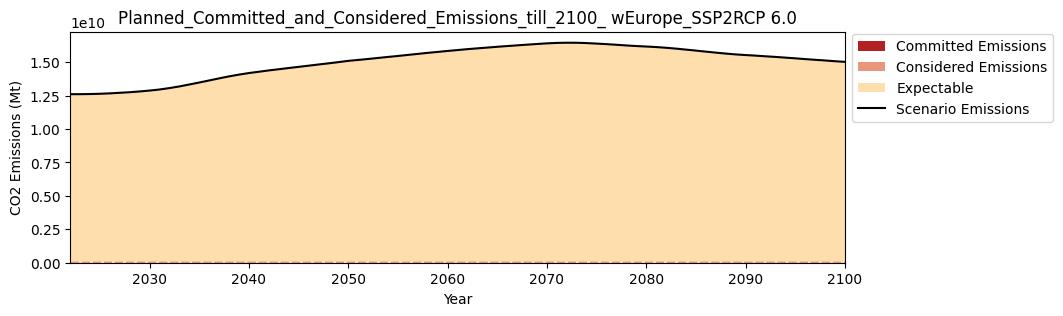 Planned_Committed_and_Considered_Emissions_till_2100_ wEurope_SSP2RCP 6.0
1e10
CO2 Emissions (Mt)
1.50
1.25
1.00
0.75
0.50
0.25
0.00
2030 2040 2050 2060 2070 2080 2090 2100
Year
Committed Emissions
Considered Emissions
Expectable
Scenario Emissions